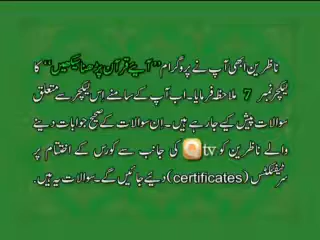 ناظرین ابھی آپ نے پروگرام "آیئے قرآن پڑھنا سیکھیں" کا
لیکچر نمبر 7 ملاحظہ فرمایا۔ اب آپ کے سامنے اس لیکچر سے متعلق
سوالات پیش کیے جا رہے ہیں۔ ان سوالات کے صحیح جوابات دینے
والے ناظرین کو Qtv کی جانب سے کورس کے اختتام پر
سرٹیفکٹس (certificates) دیئے جائیں گے۔ سوالات یہ ہیں۔